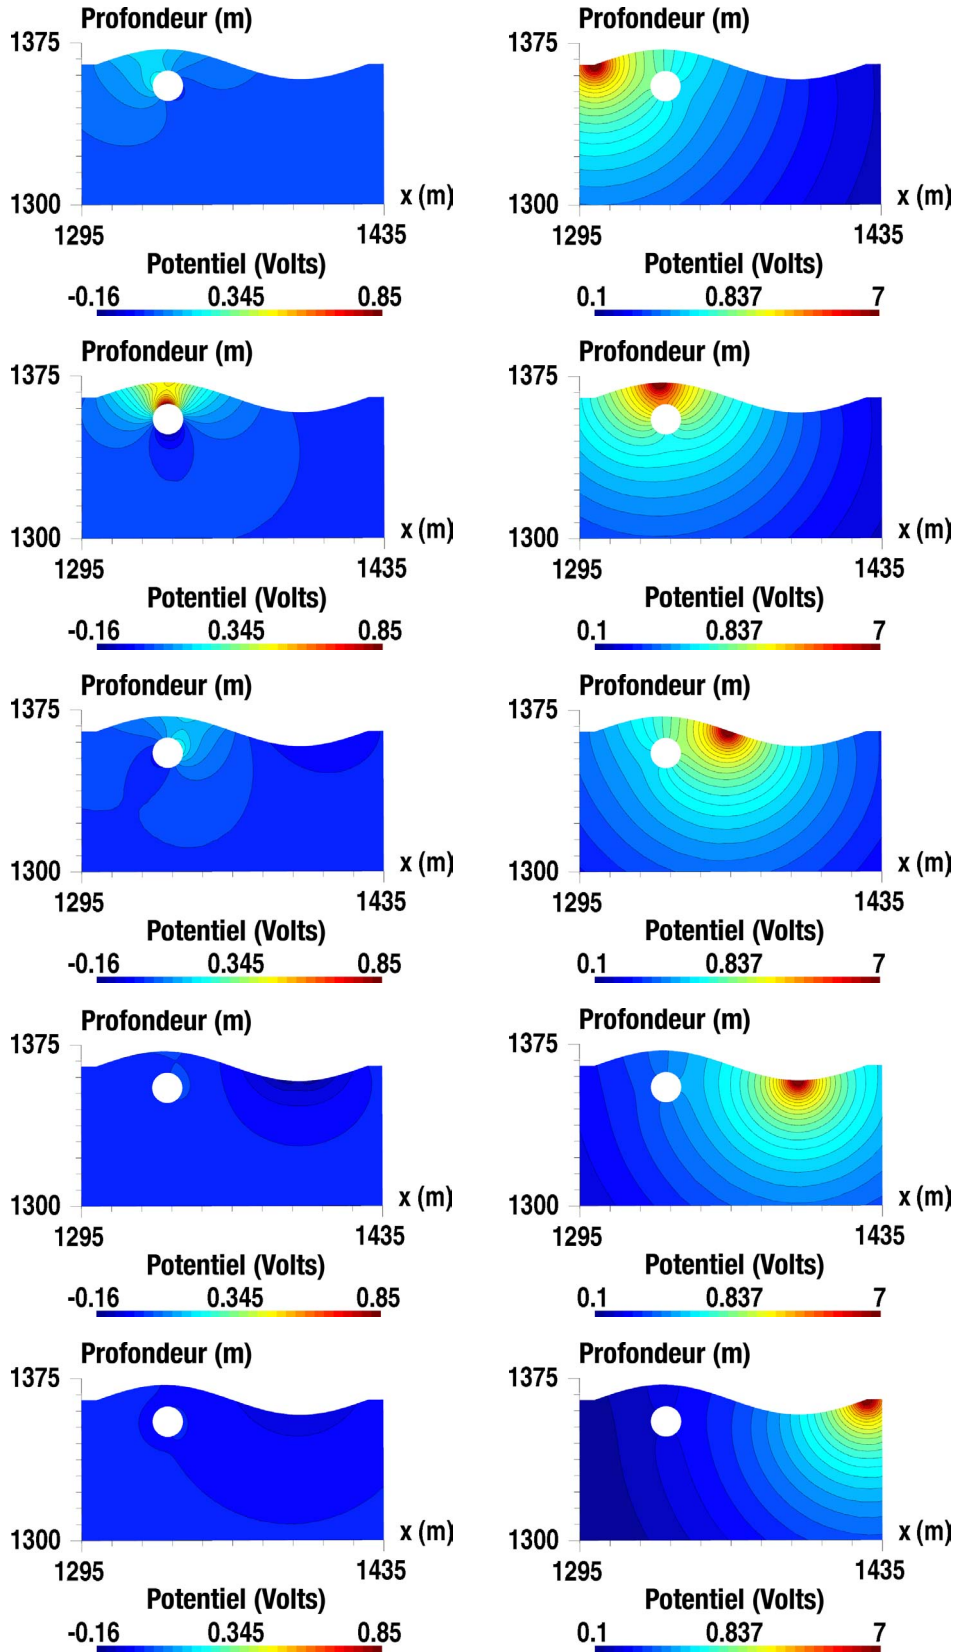 Profondeur (m) Profondeur (m)
1375 1375
1300 x (m) 1300 x (m)
1295 1435 1295 1435
Potentiel (Volts) Potentiel (Volts)
-0.16 0.345 0.85 0.1 0.837 7
Profondeur (m) Profondeur (m)
1375 1375
1300 x (m) 1300 x (m)
1295 1435 1295 1435
Potentiel (Volts) Potentiel (Volts)
-0.16 0.345 0.85 0.1 0.837 7
Profondeur (m) Profondeur (m)
1375 1375
1300 x (m) 1300 x (m)
1295 1435 1295 1435
Potentiel (Volts) Potentiel (Volts)
-0.16 0.345 0.85 0.1 0.837 7
Profondeur (m) Profondeur (m)
1375 1375
1300 x (m) 1300 x (m)
1295 1435 1295 1435
Potentiel (Volts) Potentiel (Volts)
-0.16 0.345 0.85 0.1 0.837 7
Profondeur (m) Profondeur (m)
1375 1375
1300 x (m) 1300 x (m)
1295 1435 1295 1435
Potentiel (Volts) Potentiel (Volts)
-0.16 0.345 0.85 0.1 0.837 7